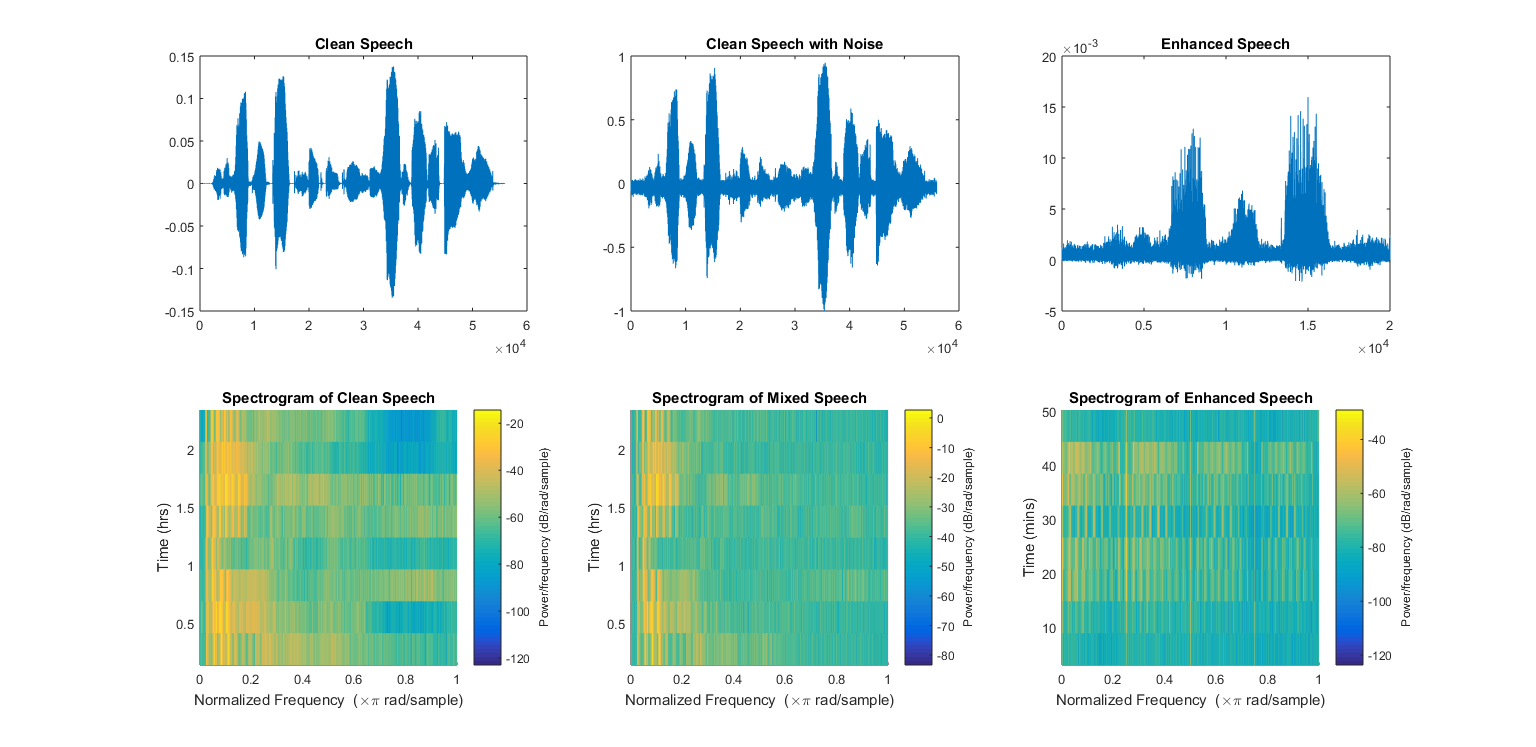 Clean Speech
0.15
0.1
0.05
0
-0.05
-0.1
-0.15
0 1 2 3 4 5 6
×10^4
Clean Speech with Noise
1
0.5
0
-0.5
-1
0 1 2 3 4 5 6
×10^4
Enhanced Speech
×10^-3
20
15
10
5
0
-5
0 0.5 1 1.5 2
×10^4
Spectrogram of Clean Speech
Time (hrs)
2
1.5
1
0.5
0 0.2 0.4 0.6 0.8 1
Normalized Frequency (×π rad/sample)
-20
-40
-60
-80
-100
-120
Power/frequency (dB/rad/sample)
Spectrogram of Mixed Speech
Time (hrs)
2
1.5
1
0.5
0 0.2 0.4 0.6 0.8 1
Normalized Frequency (×π rad/sample)
0
-10
-20
-30
-40
-50
-60
-70
-80
Power/frequency (dB/rad/sample)
Spectrogram of Enhanced Speech
Time (mins)
50
40
30
20
10
0 0.2 0.4 0.6 0.8 1
Normalized Frequency (×π rad/sample)
-40
-60
-80
-100
-120
Power/frequency (dB/rad/sample)